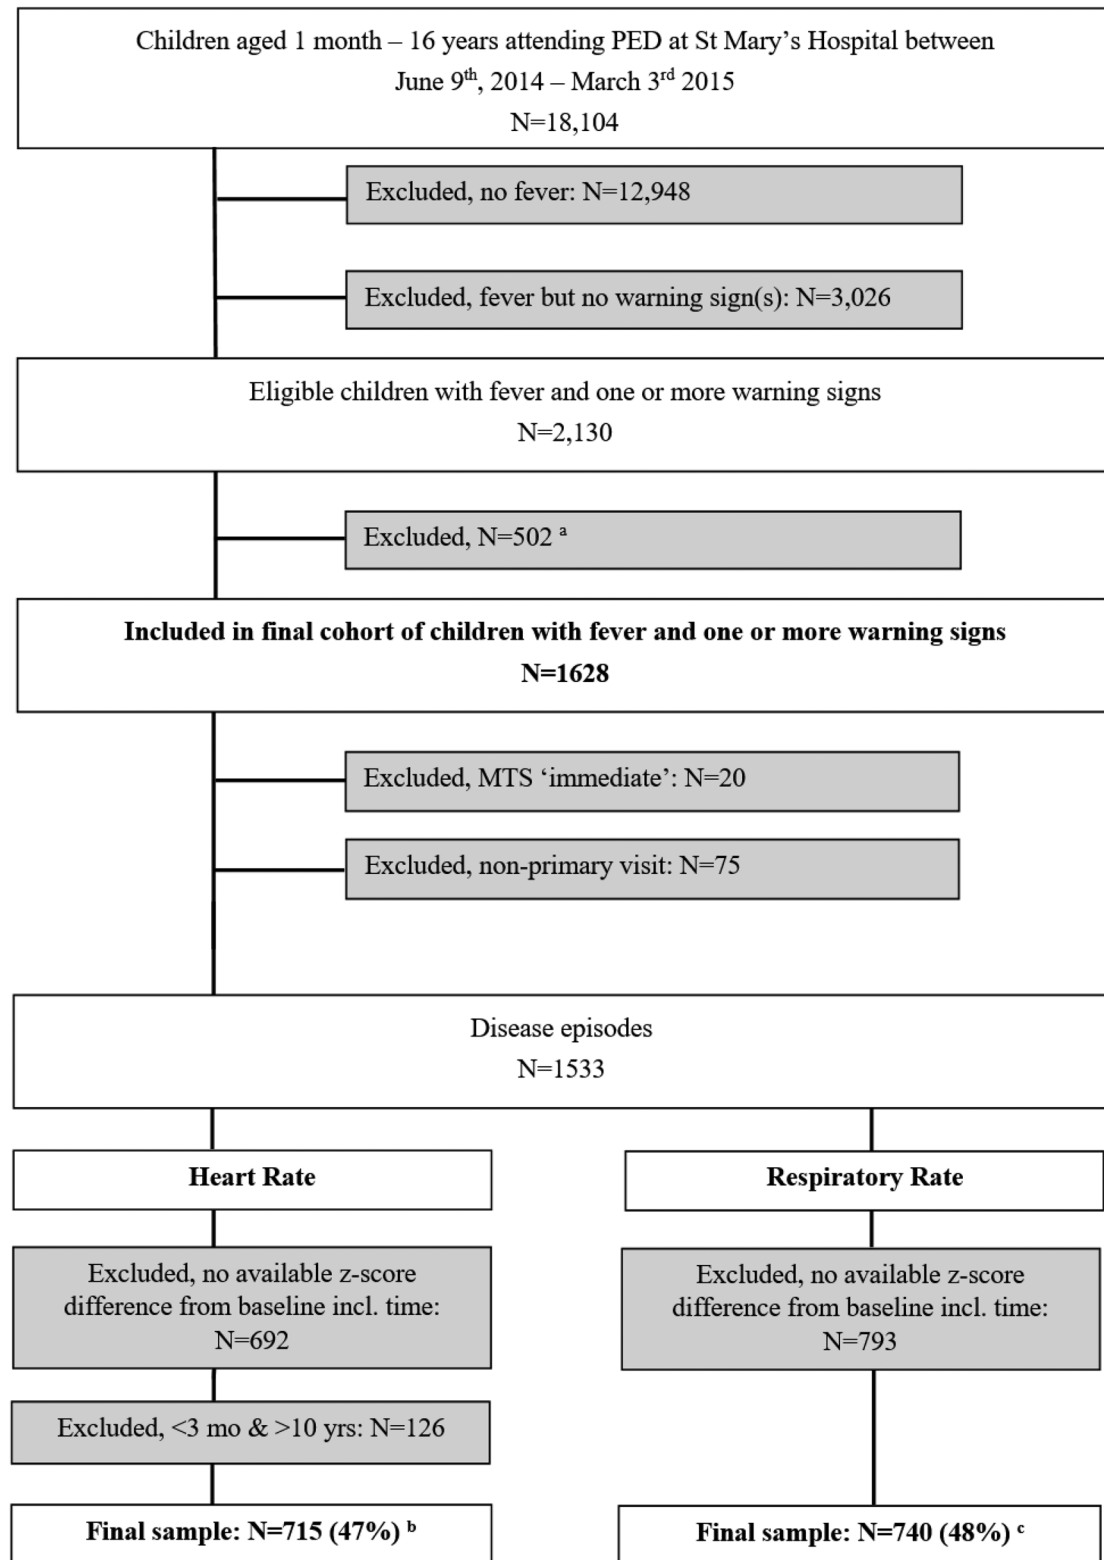 Children aged 1 month – 16 years attending PED at St Mary’s Hospital between
June 9th, 2014 – March 3rd 2015
N=18,104
Excluded, no fever: N=12,948
Excluded, fever but no warning sign(s): N=3,026
Eligible children with fever and one or more warning signs
N=2,130
Excluded, N=502 a
Included in final cohort of children with fever and one or more warning signs
N=1628
Excluded, MTS ‘immediate’: N=20
Excluded, non-primary visit: N=75
Disease episodes
N=1533
Heart Rate
Excluded, no available z-score
difference from baseline incl. time:
N=692
Excluded, <3 mo & >10 yrs: N=126
Final sample: N=715 (47%) b
Respiratory Rate
Excluded, no available z-score
difference from baseline incl. time:
N=793
Final sample: N=740 (48%) c